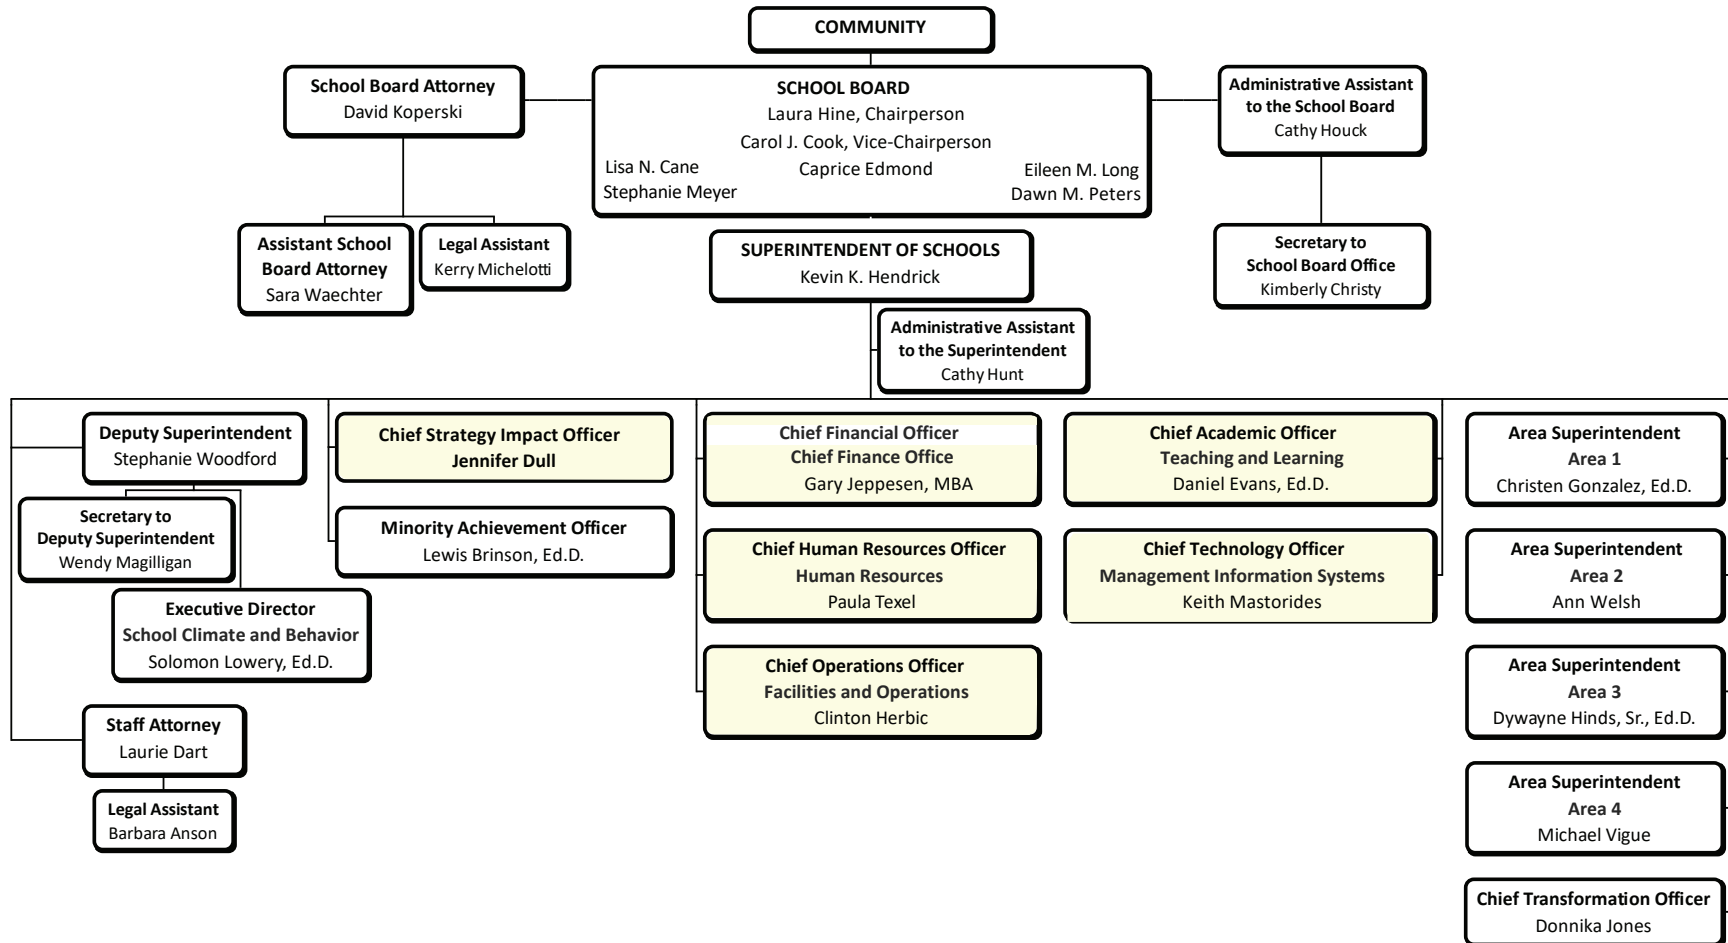 COMMUNITY
School Board Attorney
David Koperski
SCHOOL BOARD
Laura Hine, Chairperson
Carol J. Cook, Vice-Chairperson
Lisa N. Cane
Caprice Edmond
Eileen M. Long
Stephanie Meyer
Dawn M. Peters
Administrative Assistant
to the School Board
Cathy Houck
Assistant School
Board Attorney
Sara Waechter
Legal Assistant
Kerry Michelotti
SUPERINTENDENT OF SCHOOLS
Kevin K. Hendrick
Secretary to
School Board Office
Kimberly Christy
Administrative Assistant
to the Superintendent
Cathy Hunt
Deputy Superintendent
Stephanie Woodford
Secretary to
Deputy Superintendent
Wendy Magilligan
Executive Director
School Climate and Behavior
Solomon Lowery, Ed.D.
Staff Attorney
Laurie Dart
Legal Assistant
Barbara Anson
Chief Strategy Impact Officer
Jennifer Dull
Minority Achievement Officer
Lewis Brinson, Ed.D.
Chief Financial Officer
Chief Finance Office
Gary Jeppesen, MBA
Chief Human Resources Officer
Human Resources
Paula Texel
Chief Operations Officer
Facilities and Operations
Clinton Herbic
Chief Academic Officer
Teaching and Learning
Daniel Evans, Ed.D.
Chief Technology Officer
Management Information Systems
Keith Mastorides
Area Superintendent
Area 1
Christen Gonzalez, Ed.D.
Area Superintendent
Area 2
Ann Welsh
Area Superintendent
Area 3
Dywayne Hinds, Sr., Ed.D.
Area Superintendent
Area 4
Michael Vigue
Chief Transformation Officer
Donnika Jones